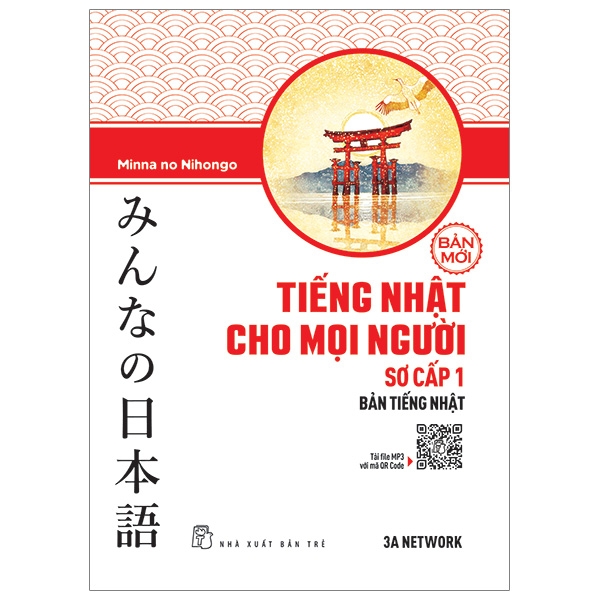 Minna no Nihongo
みんなの日本語
BẢN
MỚI
TIẾNG NHẬT
CHO MỌI NGƯỜI
SƠ CẤP 1
BẢN TIẾNG NHẬT
Tải file MP3
với mã QR Code
NHÀ XUẤT BẢN TRẺ
3A NETWORK